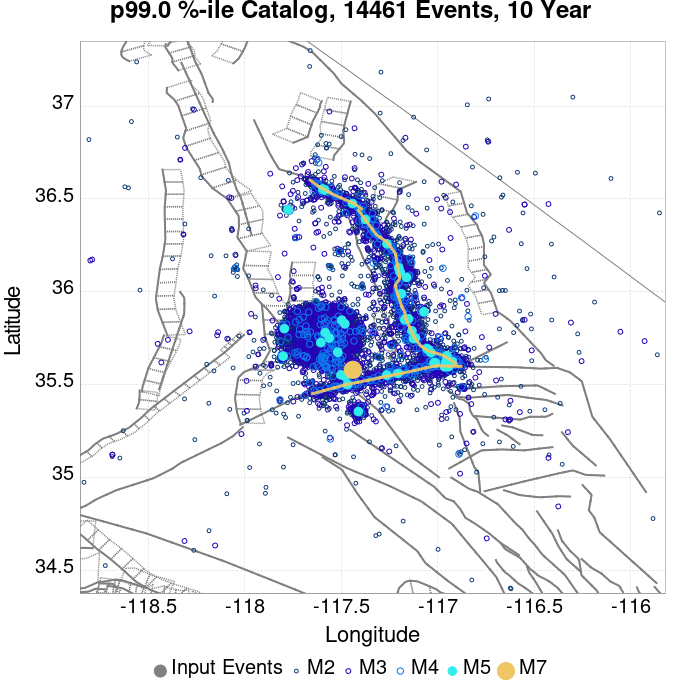 p99.0 %-ile Catalog, 14461 Events, 10 Year
37
36.5
36
35.5
35
34.5
Latitude
-118.5 -118 -117.5 -117 -116.5 -116
Longitude
Input Events M2 M3 M4 M5 M7